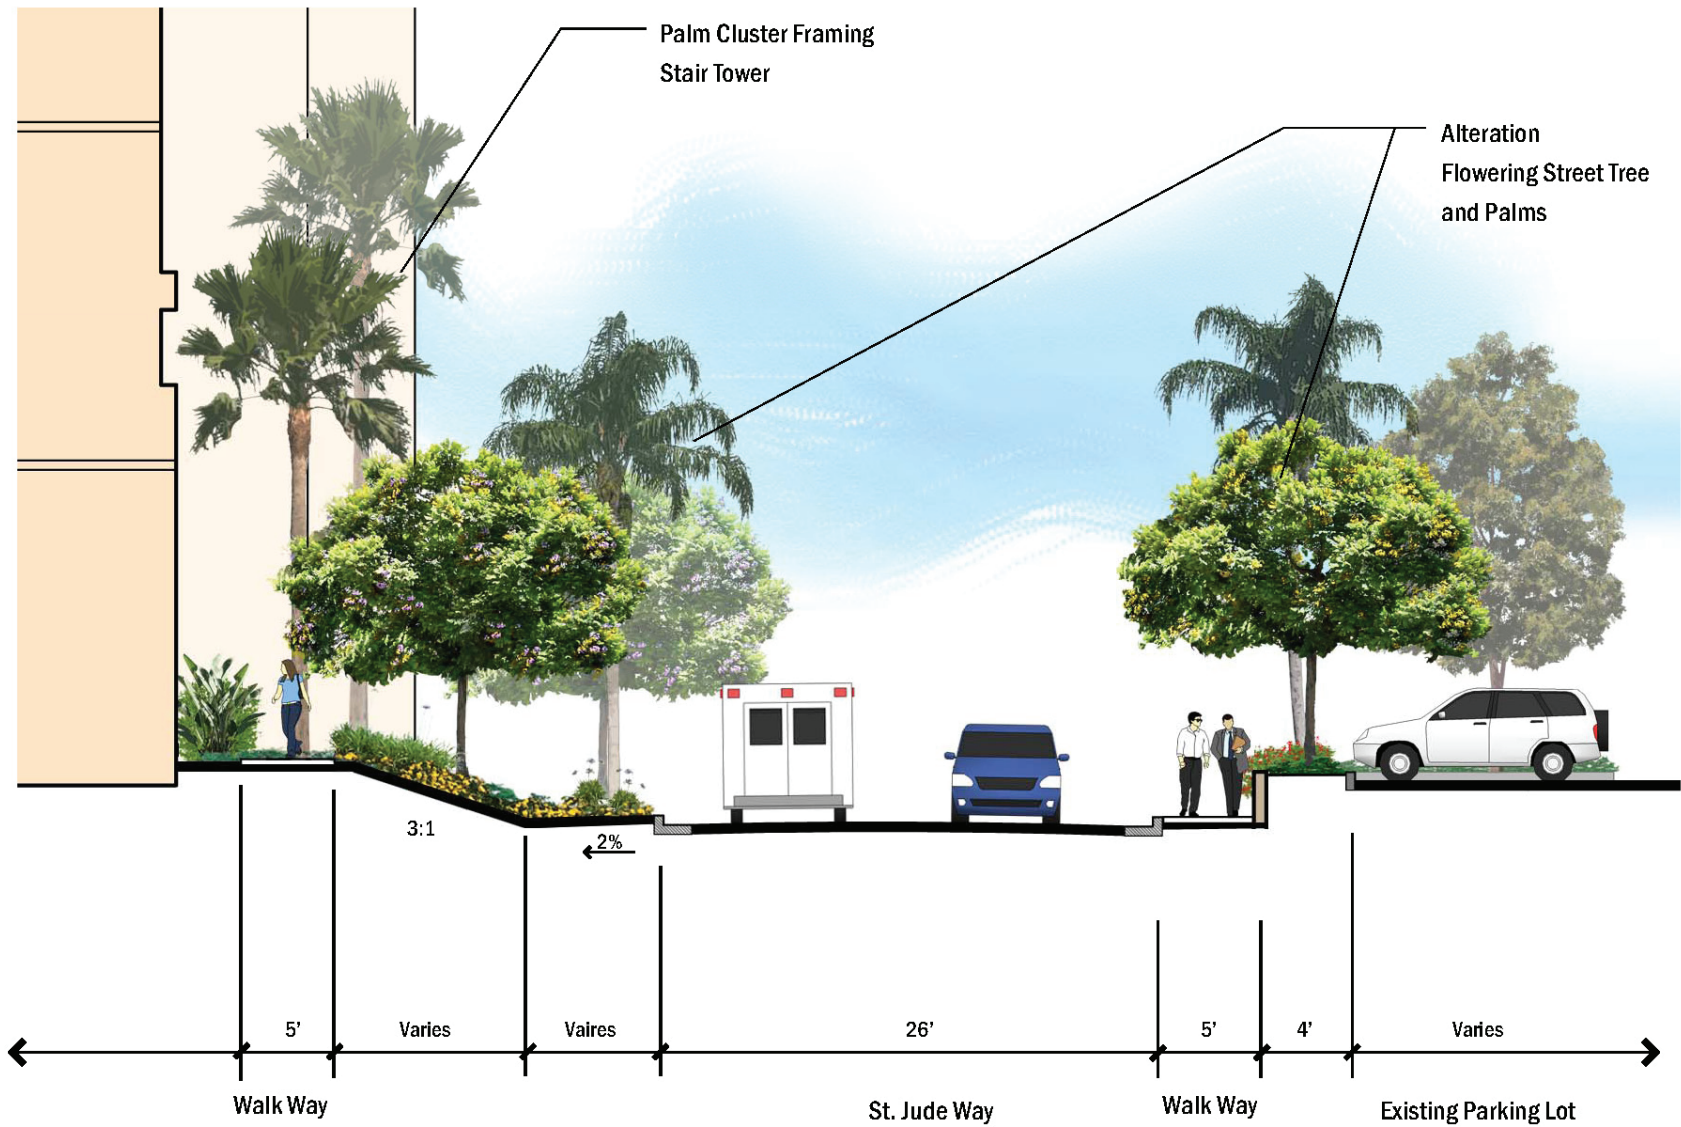 Palm Cluster Framing
Stair Tower
Alteration
Flowering Street Tree
and Palms
3:1
2%
5’
Varies
Vaires
26’
5’
4’
Varies
Walk Way
St. Jude Way
Walk Way
Existing Parking Lot